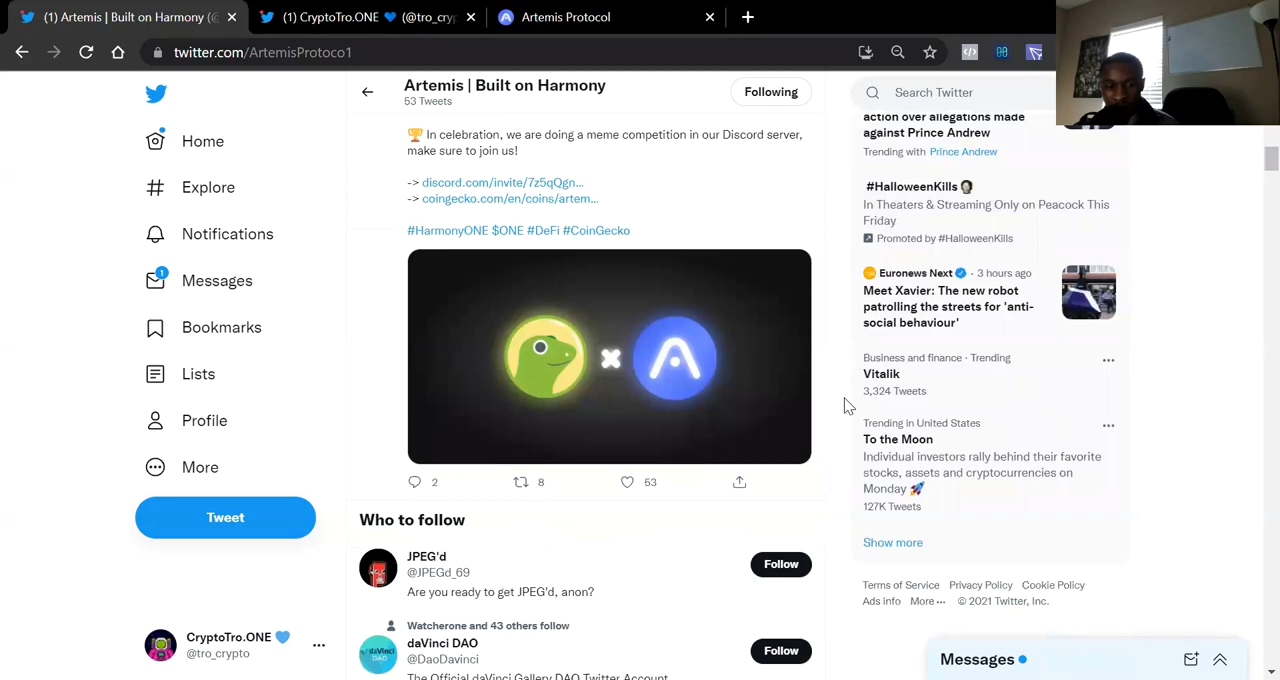 (1) Artemis | Built on Harmony (@
(1) CryptoTro.ONE 💙 (@tro_cryp
Artemis Protocol
twitter.com/ArtemisProtoco1
Home
Explore
Notifications
1
Messages
Bookmarks
Lists
Profile
More
Tweet
CryptoTro.ONE 💙
@tro_crypto
Artemis | Built on Harmony
53 Tweets
Following
🏆 In celebration, we are doing a meme competition in our Discord server,
make sure to join us!
-> discord.com/invite/7z5qQgn...
-> coingecko.com/en/coins/artem...
#HarmonyONE $ONE #DeFi #CoinGecko
2 8 53
Who to follow
JPEG'd
@JPEGd_69
Follow
Are you ready to get JPEG'd, anon?
Watcherone and 43 others follow
daVinci DAO
@DaoDavinci
Follow
The Official daVinci Gallery DAO Twitter Account
Search Twitter
action over allegations made
against Prince Andrew
Trending with Prince Andrew
#HalloweenKills
In Theaters & Streaming Only on Peacock This
Friday
Promoted by #HalloweenKills
Euronews Next · 3 hours ago
Meet Xavier: The new robot
patrolling the streets for 'anti-
social behaviour'
Business and finance · Trending
Vitalik
3,324 Tweets
Trending in United States
To the Moon
Individual investors rally behind their favorite
stocks, assets and cryptocurrencies on
Monday 🚀
127K Tweets
Show more
Terms of Service Privacy Policy Cookie Policy
Ads info More ··· © 2021 Twitter, Inc.
Messages